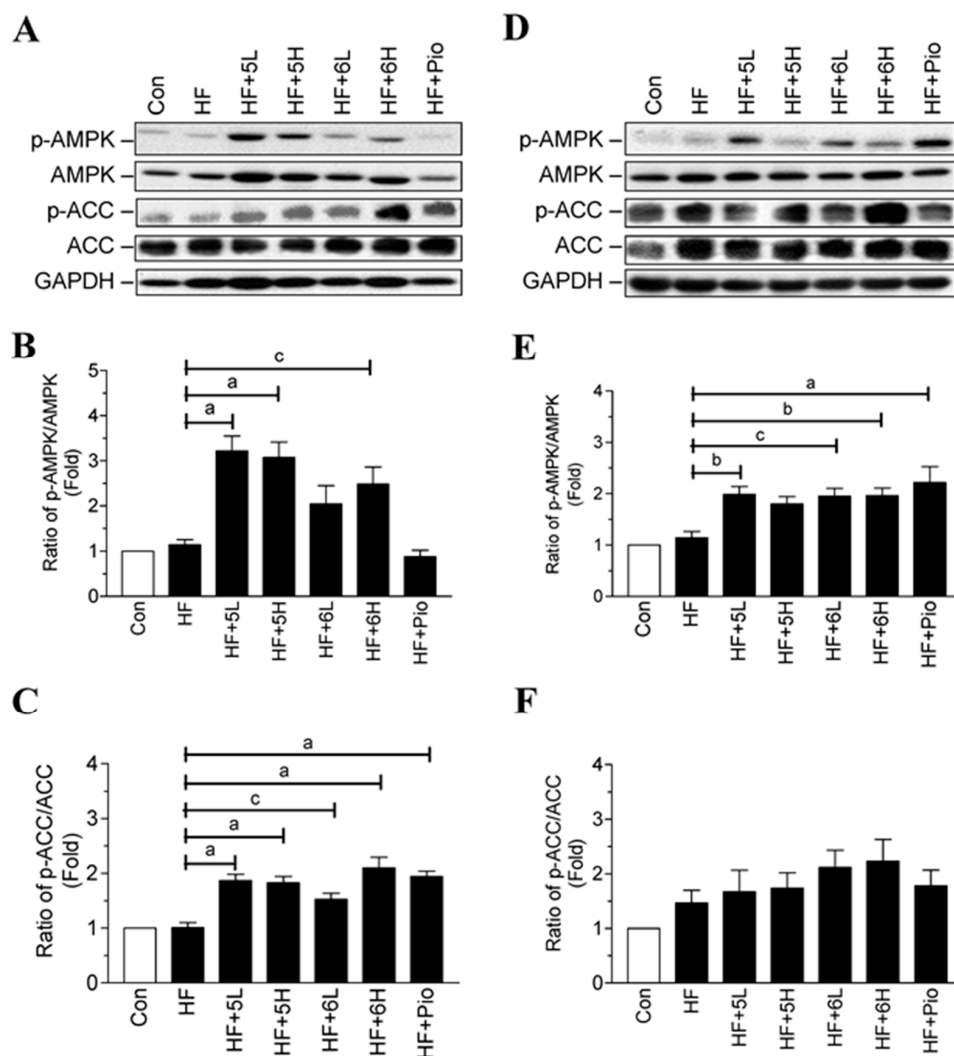 A
Con
HF
HF+5L
HF+5H
HF+6L
HF+6H
HF+Pio
p-AMPK
AMPK
p-ACC
ACC
GAPDH
D
Con
HF
HF+5L
HF+5H
HF+6L
HF+6H
HF+Pio
p-AMPK
AMPK
p-ACC
ACC
GAPDH
B
Ratio of p-AMPK/AMPK
(Fold)
5
4
3
2
1
0
c
a
a
Con
HF
HF+5L
HF+5H
HF+6L
HF+6H
HF+Pio
E
Ratio of p-AMPK/AMPK
(Fold)
4
3
2
1
0
a
b
c
b
Con
HF
HF+5L
HF+5H
HF+6L
HF+6H
HF+Pio
C
Ratio of p-ACC/ACC
(Fold)
4
3
2
1
0
a
a
c
a
a
Con
HF
HF+5L
HF+5H
HF+6L
HF+6H
HF+Pio
F
Ratio of p-ACC/ACC
(Fold)
4
3
2
1
0
Con
HF
HF+5L
HF+5H
HF+6L
HF+6H
HF+Pio